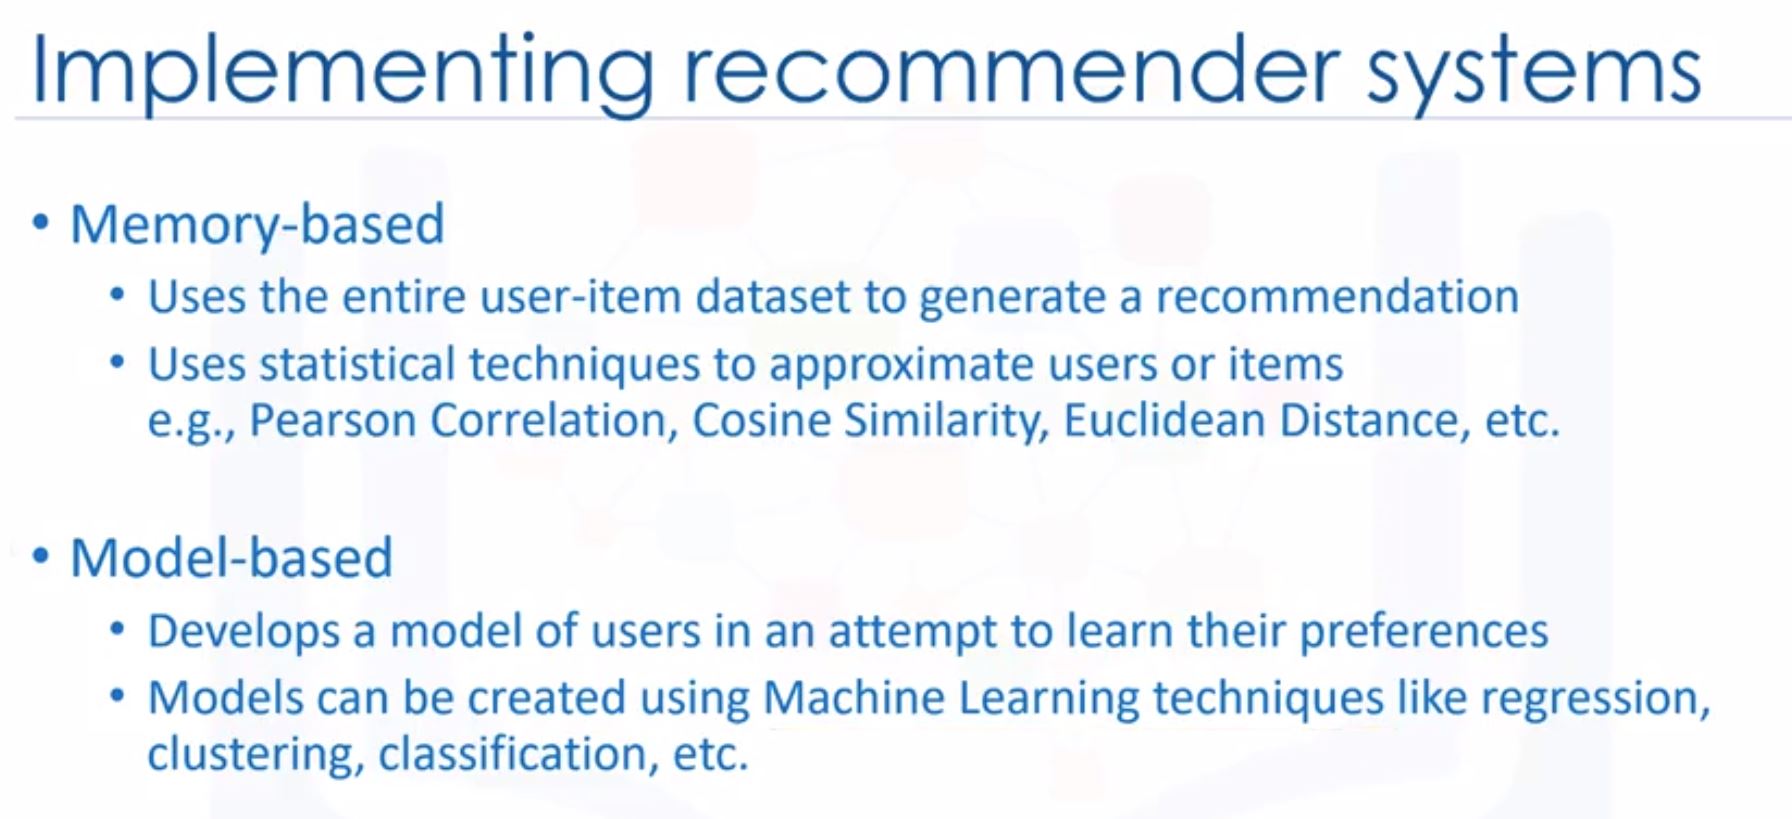 Implementing recommender systems
• Memory-based
• Uses the entire user-item dataset to generate a recommendation
• Uses statistical techniques to approximate users or items
e.g., Pearson Correlation, Cosine Similarity, Euclidean Distance, etc.
• Model-based
• Develops a model of users in an attempt to learn their preferences
• Models can be created using Machine Learning techniques like regression,
clustering, classification, etc.